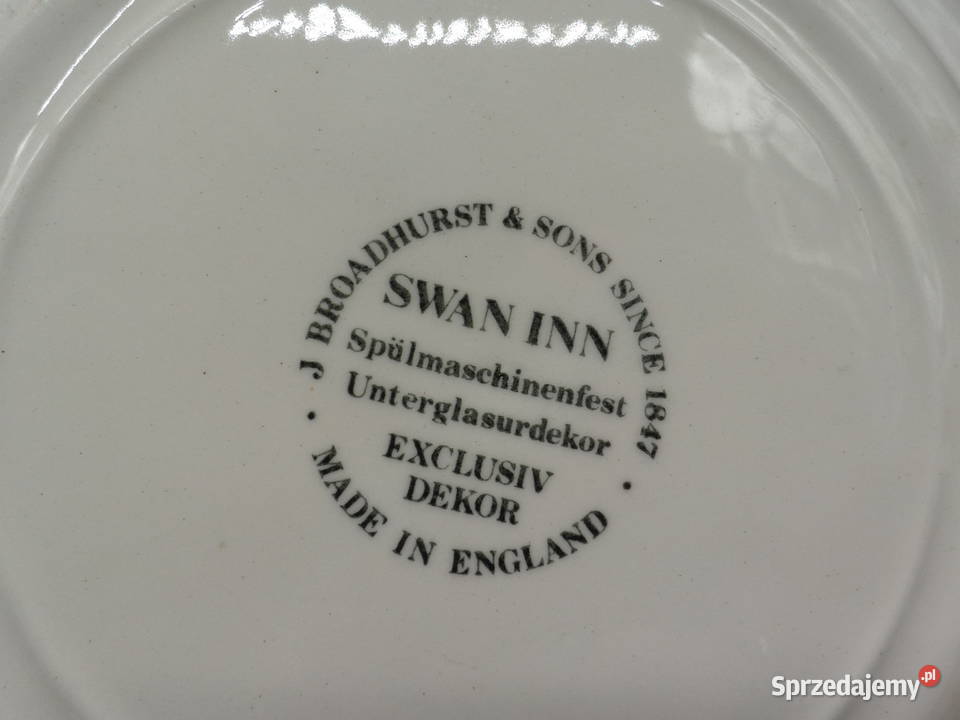 J BROADHURST & SONS SINCE 1847
SWAN INN
Spülmaschinenfest
Unterglasurdekor
EXCLUSIV
DEKOR
• MADE IN ENGLAND •
Sprzedajemy.pl